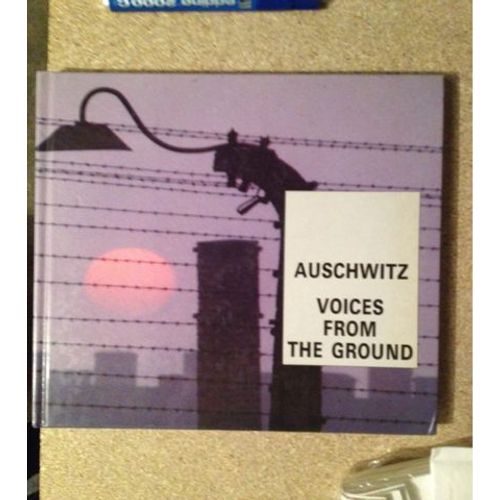 AUSCHWITZ
VOICES
FROM
THE GROUND